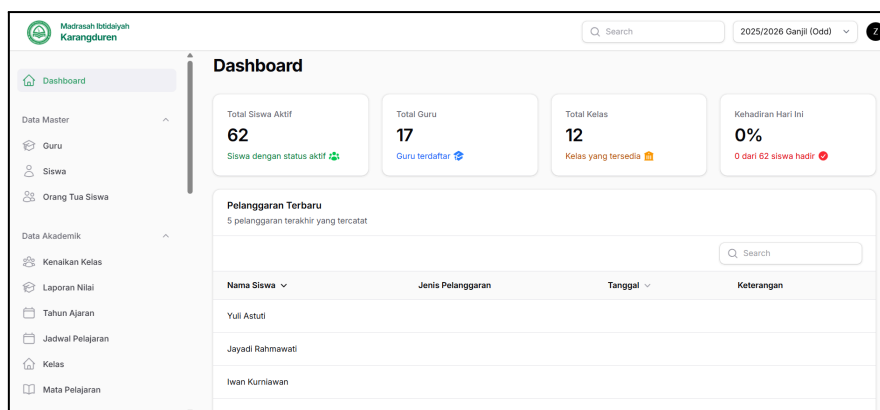 Madrasah Ibtidaiyah
Karangduren
Search
2025/2026 Ganjil (Odd)
Z
Dashboard
Data Master
Guru
Siswa
Orang Tua Siswa
Data Akademik
Kenaikan Kelas
Laporan Nilai
Tahun Ajaran
Jadwal Pelajaran
Kelas
Mata Pelajaran
Dashboard
Total Siswa Aktif
62
Siswa dengan status aktif
Total Guru
17
Guru terdaftar
Total Kelas
12
Kelas yang tersedia
Kehadiran Hari Ini
0%
0 dari 62 siswa hadir
Pelanggaran Terbaru
5 pelanggaran terakhir yang tercatat
Search
Nama Siswa Jenis Pelanggaran Tanggal Keterangan
Yuli Astuti
Jayadi Rahmawati
Iwan Kurniawan